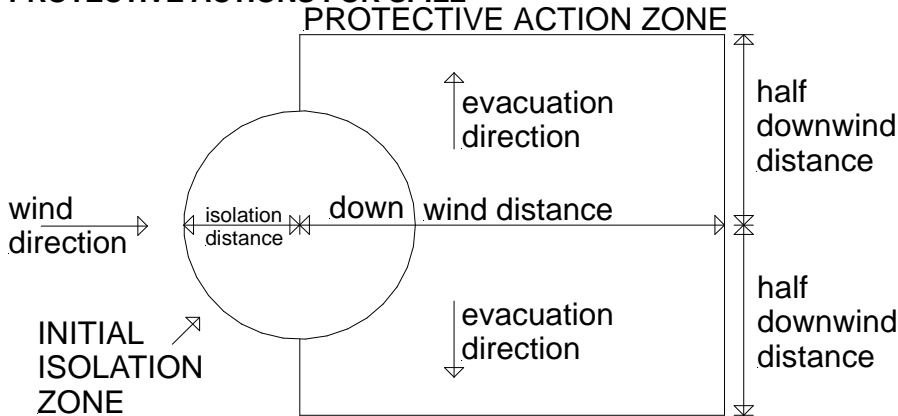 PROTECTIVE ACTION ZONE
evacuation
direction
half
downwind
distance
wind
direction
isolation
distance
down wind distance
INITIAL
ISOLATION
ZONE
evacuation
direction
half
downwind
distance